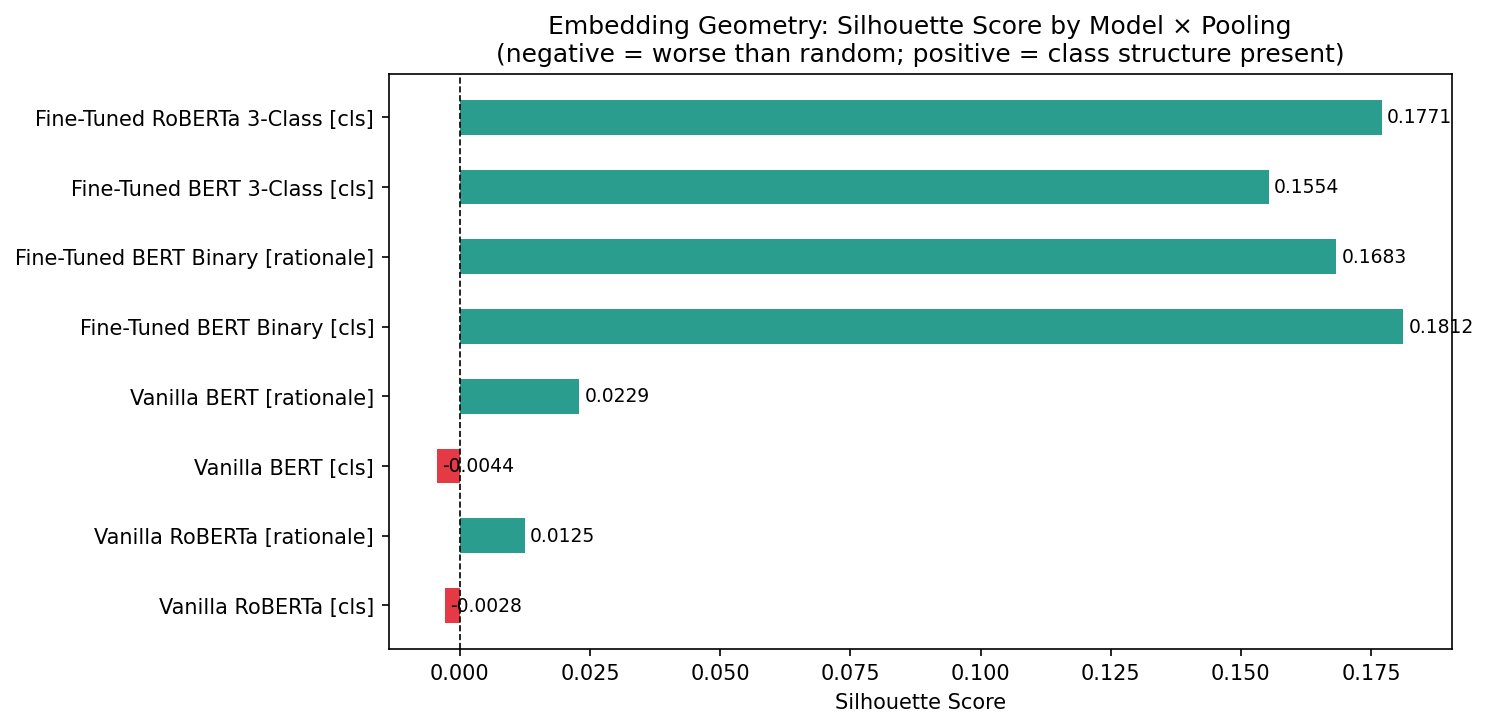 Embedding Geometry: Silhouette Score by Model × Pooling
(negative = worse than random; positive = class structure present)
Fine-Tuned RoBERTa 3-Class [cls] 0.1771
Fine-Tuned BERT 3-Class [cls] 0.1554
Fine-Tuned BERT Binary [rationale] 0.1683
Fine-Tuned BERT Binary [cls] 0.1812
Vanilla BERT [rationale] 0.0229
Vanilla BERT [cls] -0.0044
Vanilla RoBERTa [rationale] 0.0125
Vanilla RoBERTa [cls] -0.0028
0.000 0.025 0.050 0.075 0.100 0.125 0.150 0.175
Silhouette Score